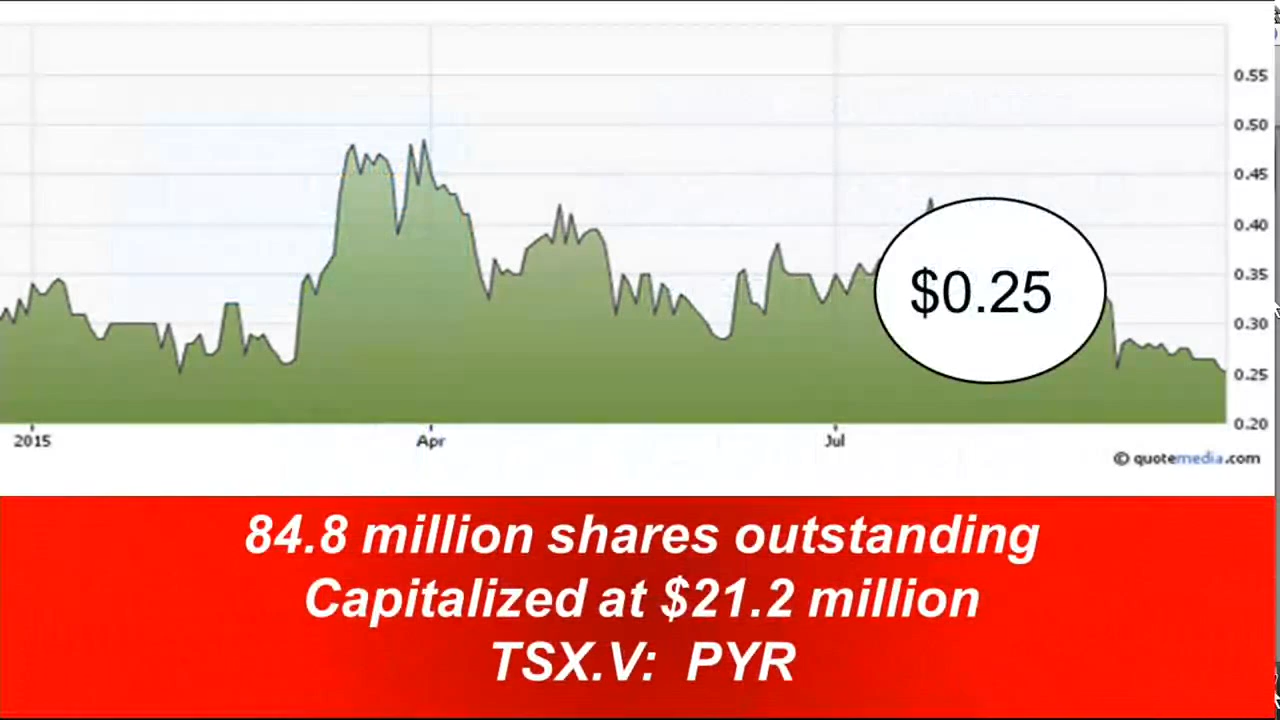 0.55
0.50
0.45
0.40
0.35
0.30
0.25
0.20
$0.25
2015 Apr Jul
© quotemedia.com
84.8 million shares outstanding
Capitalized at $21.2 million
TSX.V: PYR